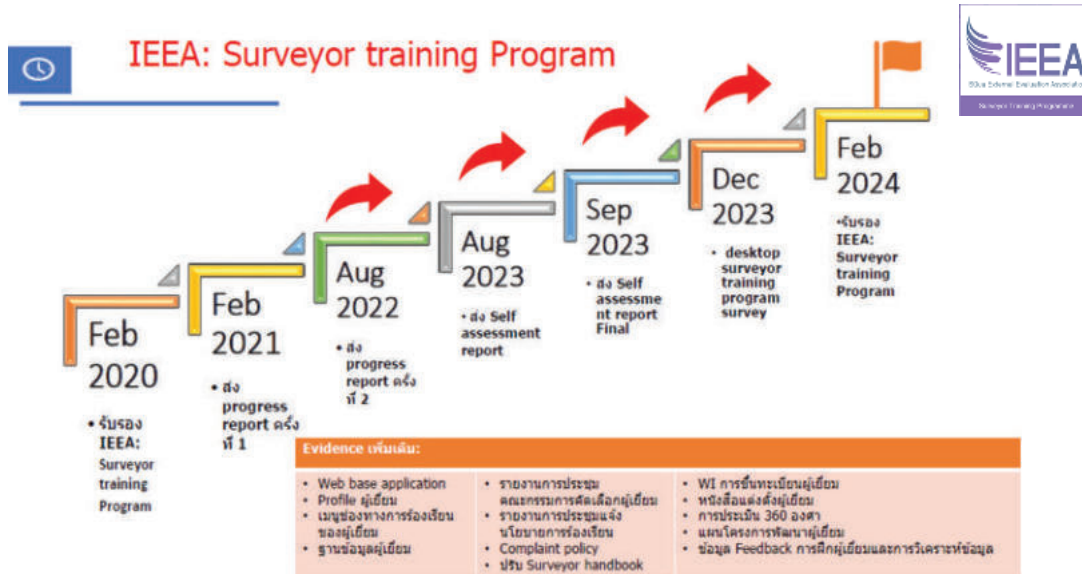 IEEA: Surveyor training Program
IEEA
ISQua External Evaluation Association
Surveyor Training Programme
Feb
2020
• รับรอง
IEEA:
Surveyor
training
Program
Feb
2021
• ส่ง
progress
report ครั้ง
ที่ 1
Aug
2022
• ส่ง
progress
report ครั้ง
ที่ 2
Aug
2023
• ส่ง Self
assessment
report
Sep
2023
• ส่ง Self
assessme
nt report
Final
Dec
2023
• desktop
surveyor
training
program
survey
Feb
2024
•รับรอง
IEEA:
Surveyor
training
Program
Evidence เพิ่มเติม:
• Web base application
• Profile ผู้เยี่ยม
• เมนูช่องทางการร้องเรียน
ของผู้เยี่ยม
• ฐานข้อมูลผู้เยี่ยม
• รายงานการประชุม
คณะกรรมการคัดเลือกผู้เยี่ยม
• รายงานการประชุมแจ้ง
นโยบายการร้องเรียน
• Complaint policy
• ปรับ Surveyor handbook
• WI การขึ้นทะเบียนผู้เยี่ยม
• หนังสือแต่งตั้งผู้เยี่ยม
• การประเมิน 360 องศา
• แผนโครงการพัฒนาผู้เยี่ยม
• ข้อมูล Feedback การฝึกผู้เยี่ยมและการวิเคราะห์ข้อมูล